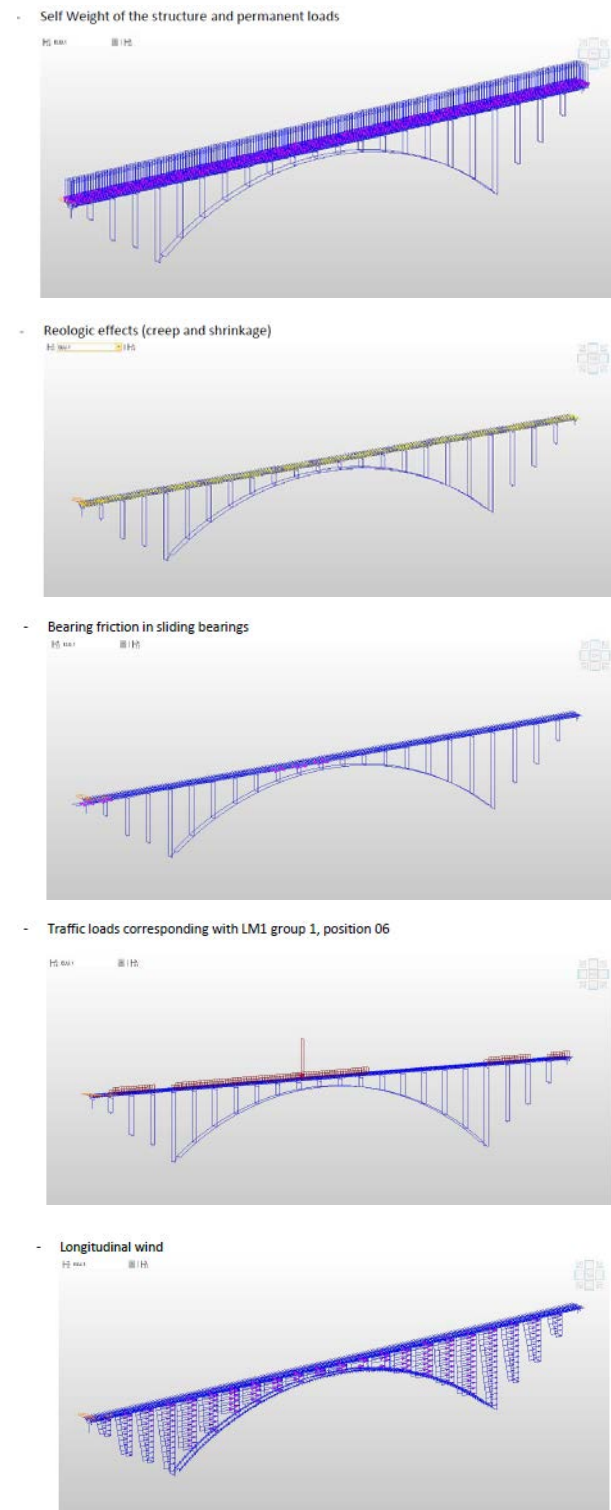 - Self Weight of the structure and permanent loads
- Reologic effects (creep and shrinkage)
- Bearing friction in sliding bearings
- Traffic loads corresponding with LM1 group 1, position 06
- Longitudinal wind